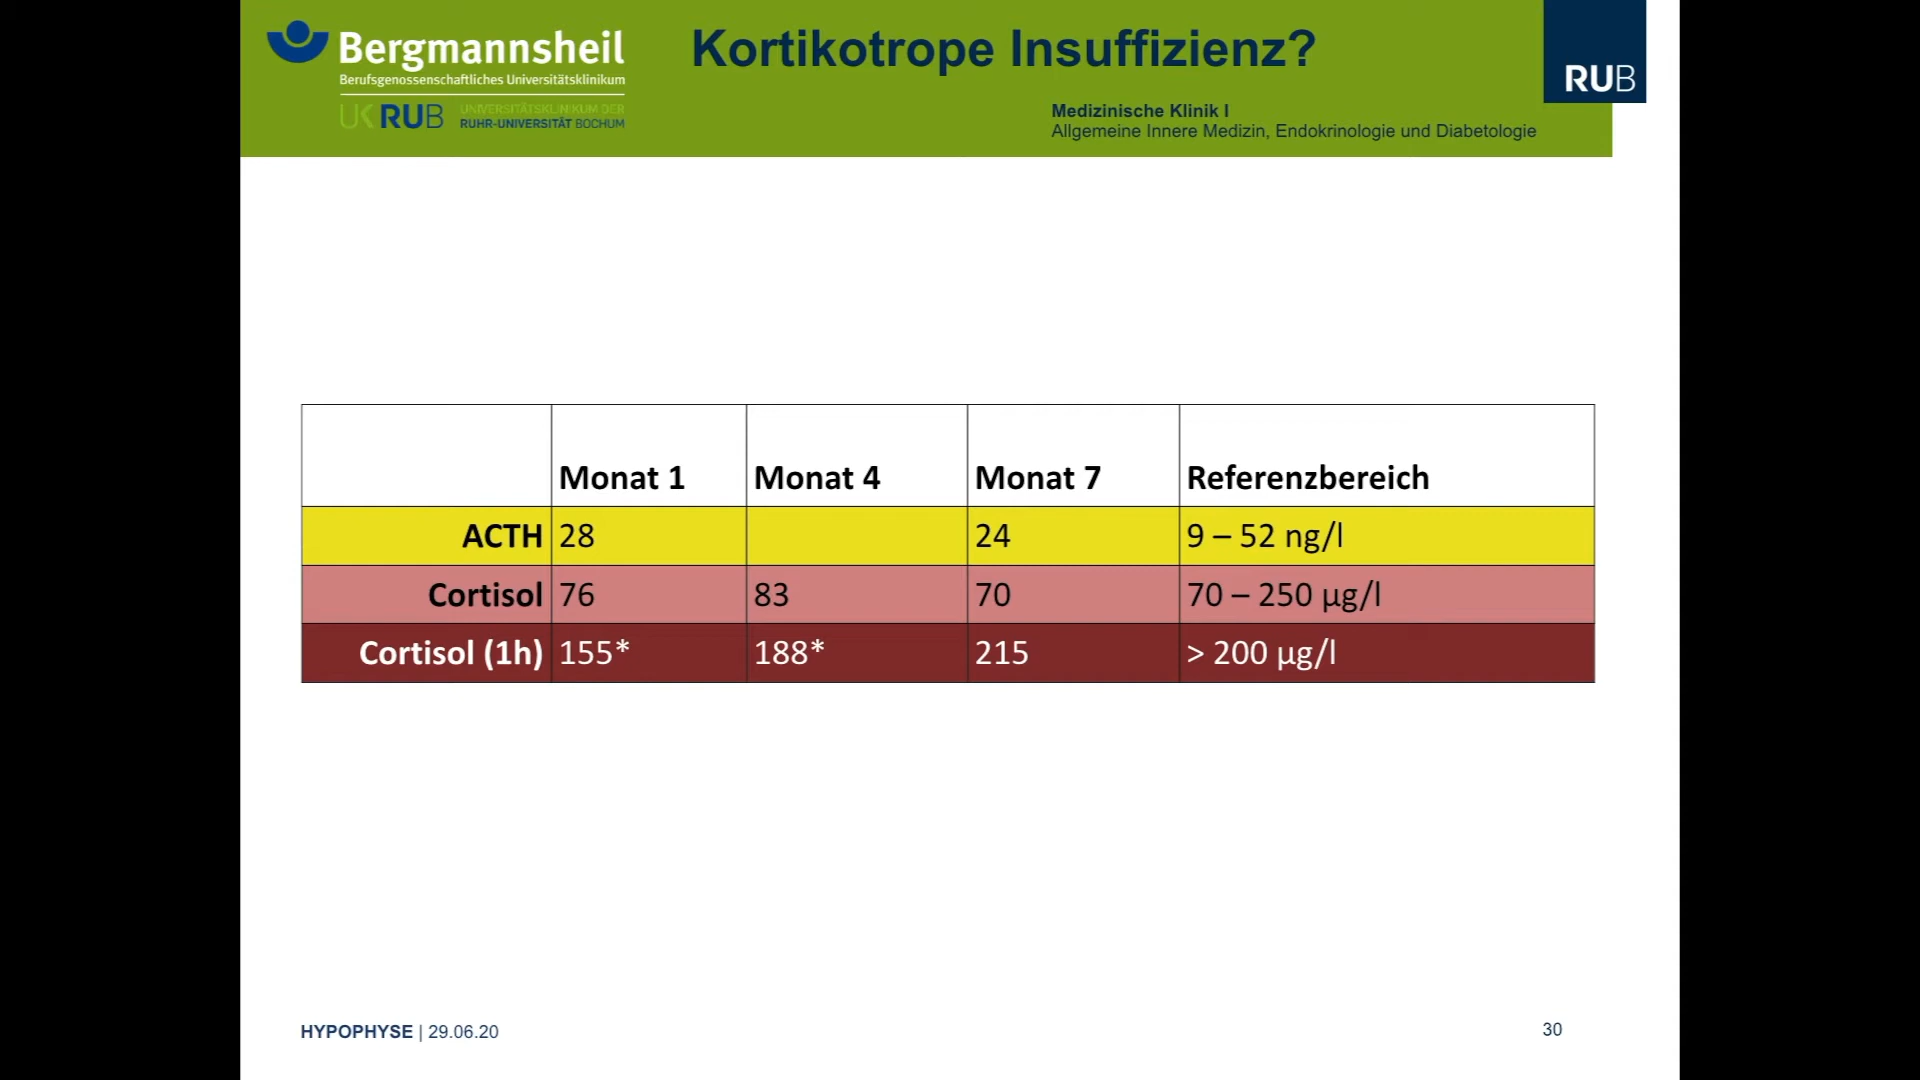 Bergmannsheil
Berufsgenossenschaftliches Universitätsklinikum
UK RUB UNIVERSITÄTSKLINIKUM DER
RUHR-UNIVERSITÄT BOCHUM
Kortikotrope Insuffizienz?
Medizinische Klinik I
Allgemeine Innere Medizin, Endokrinologie und Diabetologie
RUB
Monat 1 Monat 4 Monat 7 Referenzbereich
ACTH 28 24 9 – 52 ng/l
Cortisol 76 83 70 70 – 250 µg/l
Cortisol (1h) 155* 188* 215 > 200 µg/l
HYPOPHYSE | 29.06.20
30